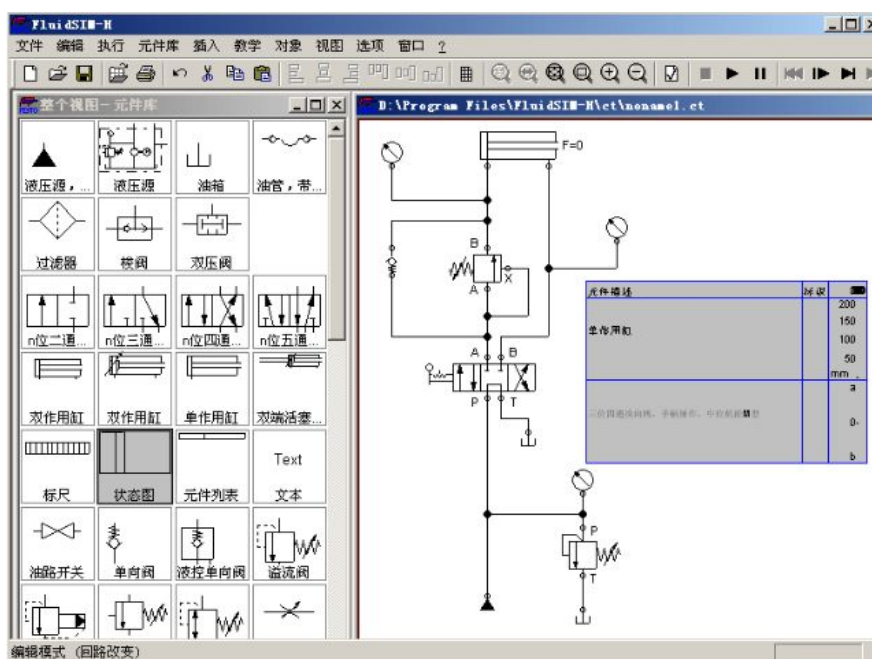 FluidSIM-H
文件 编辑 执行 元件库 插入 教学 对象 视图 选项 窗口 ?
整个视图-元件库
液压源,... 液压源 油箱 油管,带...
过滤器 梭阀 双压阀
n位二通... n位三通... n位四通... n位五通...
双作用缸 双作用缸 单作用缸 双端活塞...
标尺 状态图 元件列表 文本
Text
油路开关 单向阀 液控单向阀 溢流阀
D:\Program Files\FluidSIM-H\ct\noname1.ct
F=0
B
X
A
A B
P T
P
T
元件描述 标识
200
150
100
50
mm
单作用缸
a
0
b
编辑模式 (回路改变)